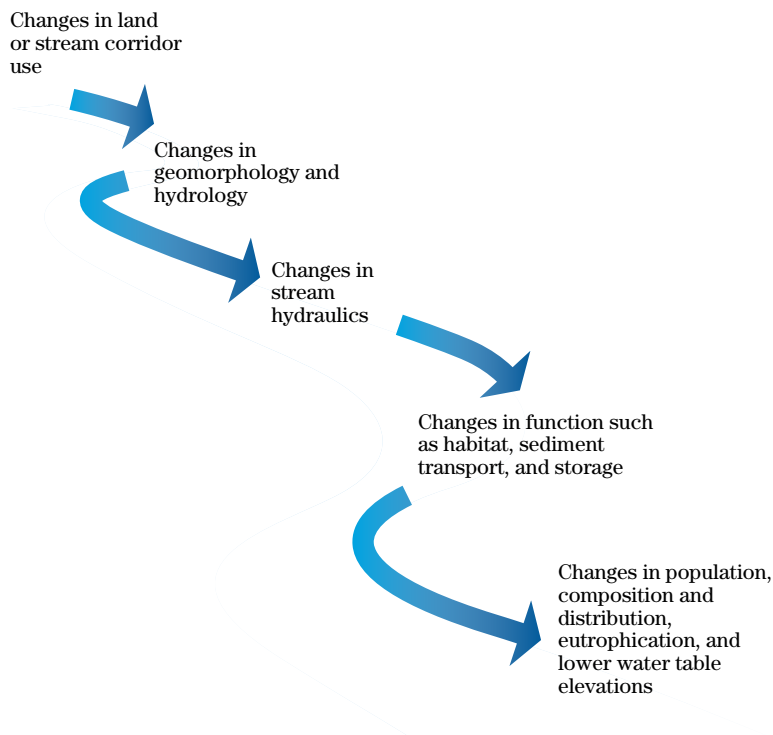 Changes in land
or stream corridor
use
Changes in
geomorphology and
hydrology
Changes in
stream
hydraulics
Changes in function such
as habitat, sediment
transport, and storage
Changes in population,
composition and
distribution,
eutrophication, and
lower water table
elevations